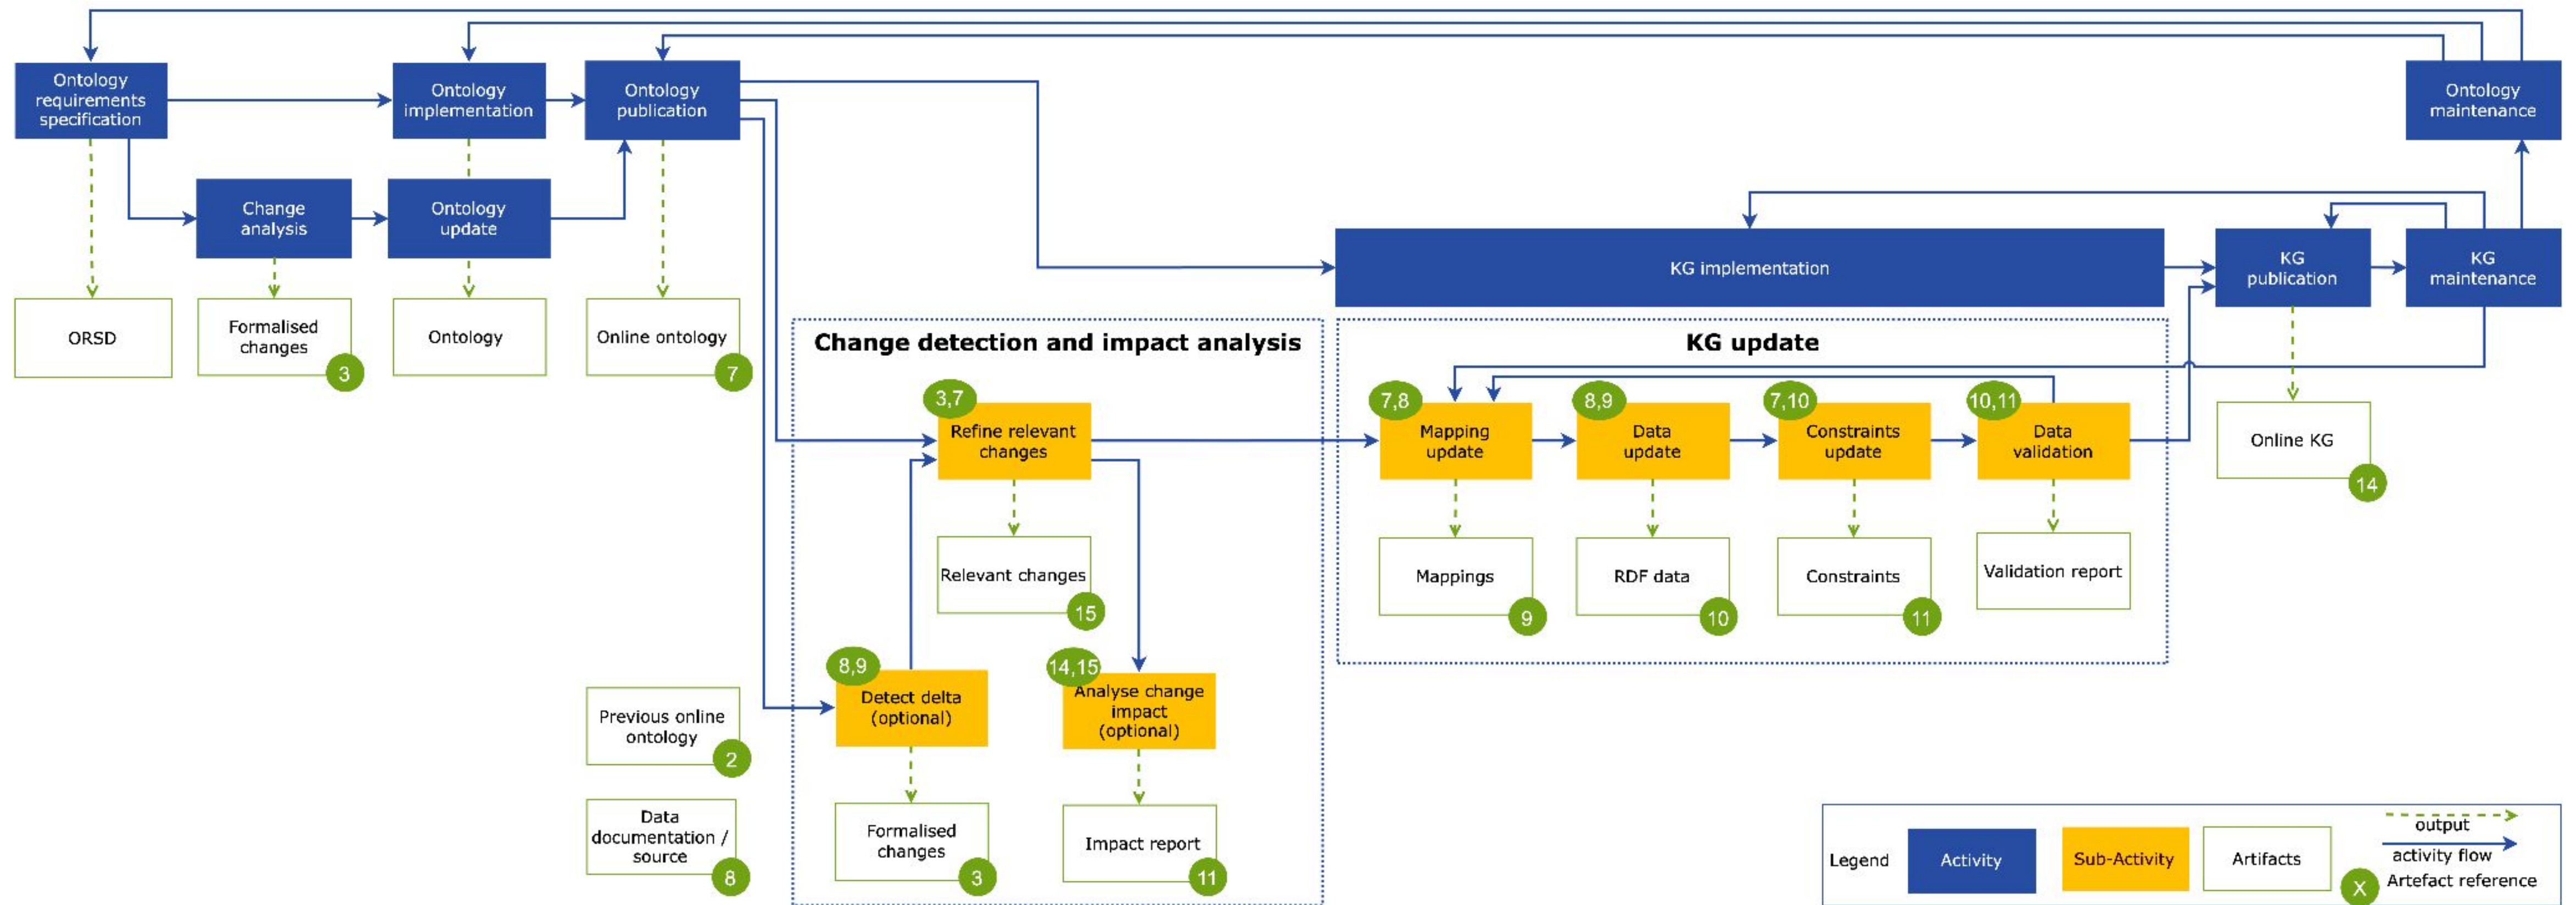 Ontology
requirements
specification
Ontology
implementation
Ontology
publication
Ontology
maintenance
Change
analysis
Ontology
update
KG implementation
KG
publication
KG
maintenance
ORSD
Formalised
changes
3
Ontology
Online ontology
7
Change detection and impact analysis
KG update
3,7
Refine relevant
changes
7,8
Mapping
update
8,9
Data
update
7,10
Constraints
update
10,11
Data
validation
Online KG
14
Relevant changes
15
Mappings
9
RDF data
10
Constraints
11
Validation report
8,9
Detect delta
(optional)
14,15
Analyse change
impact
(optional)
Previous online
ontology
2
Data
documentation /
source
8
Formalised
changes
3
Impact report
11
Legend
Activity
Sub-Activity
Artifacts
output
activity flow
X
Artefact reference